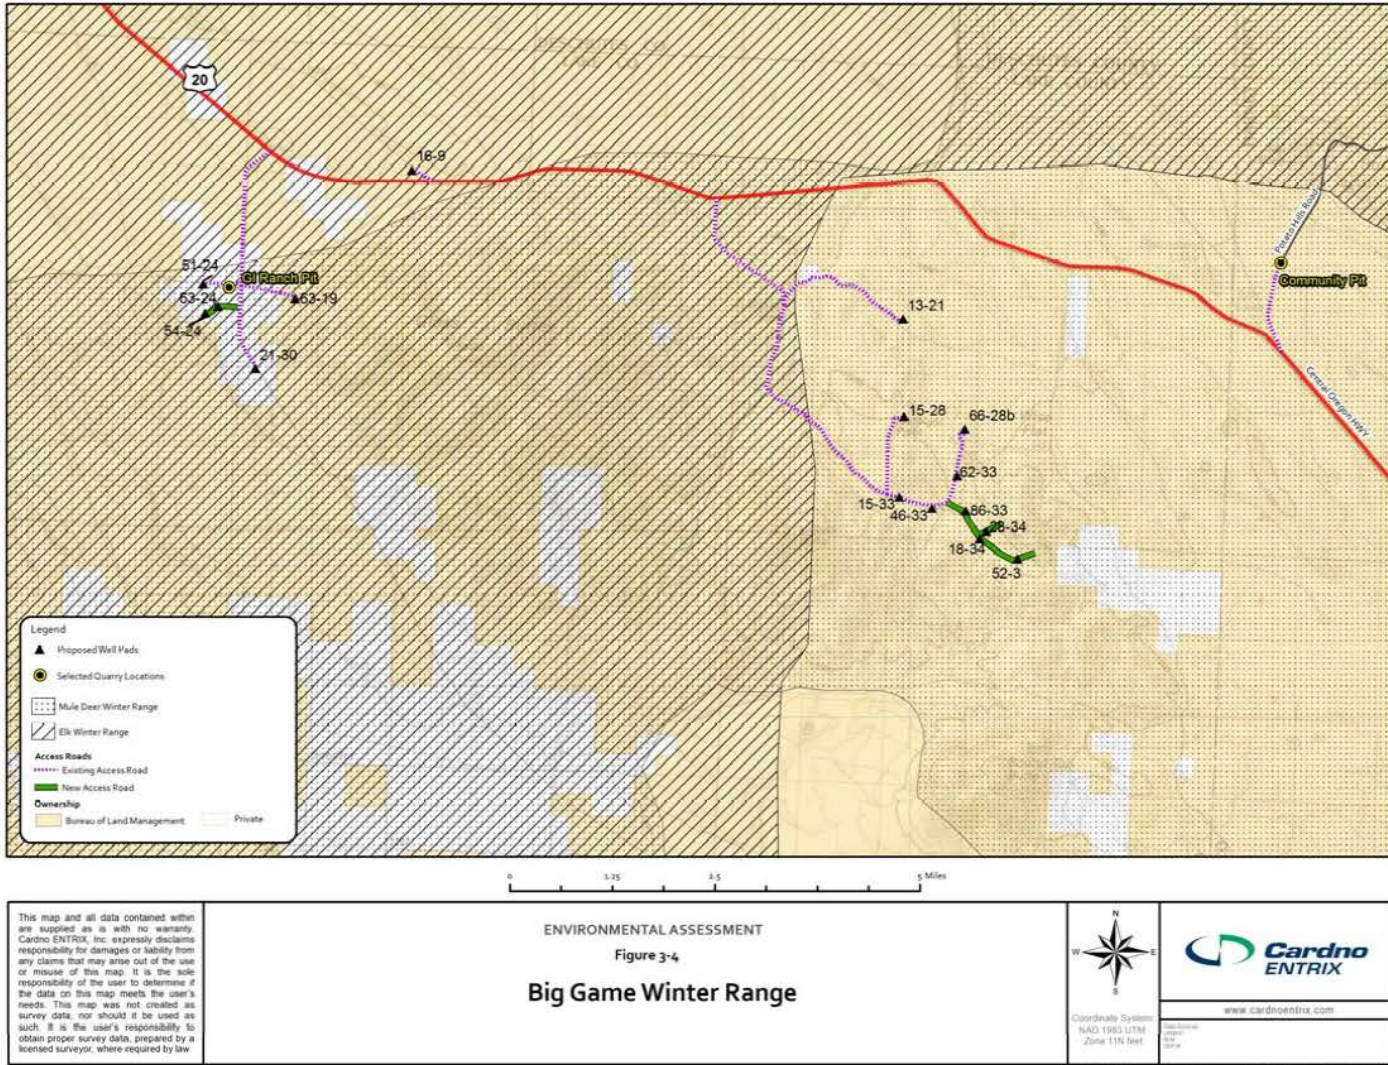 20
16-9
Potato Hills Road
51-24
GI Ranch Pit
Community Pit
53-24
63-19
13-21
54-24
21-30
Central Oregon HWY
15-28
66-28b
62-33
15-33
46-33
86-33
28-34
18-34
52-3
Legend
Proposed Well Pads
Selected Quarry Locations
Mule Deer Winter Range
Elk Winter Range
Access Roads
Existing Access Road
New Access Road
Ownership
Bureau of Land Management Private
0 1.25 2.5 5 Miles
This map and all data contained within
are supplied as is with no warranty.
Cardno ENTRIX, Inc. expressly disclaims
responsibility for damages or liability from
any claims that may arise out of the use
or misuse of this map. It is the sole
responsibility of the user to determine if
the data on this map meets the user's
needs. This map was not created as
survey data, nor should it be used as
such. It is the user's responsibility to
obtain proper survey data, prepared by a
licensed surveyor, where required by law.
ENVIRONMENTAL ASSESSMENT
Figure 3-4
Big Game Winter Range
N
W E
S
Coordinate System
NAD 1983 UTM
Zone 11N feet
Cardno
ENTRIX
www.cardnoentrix.com